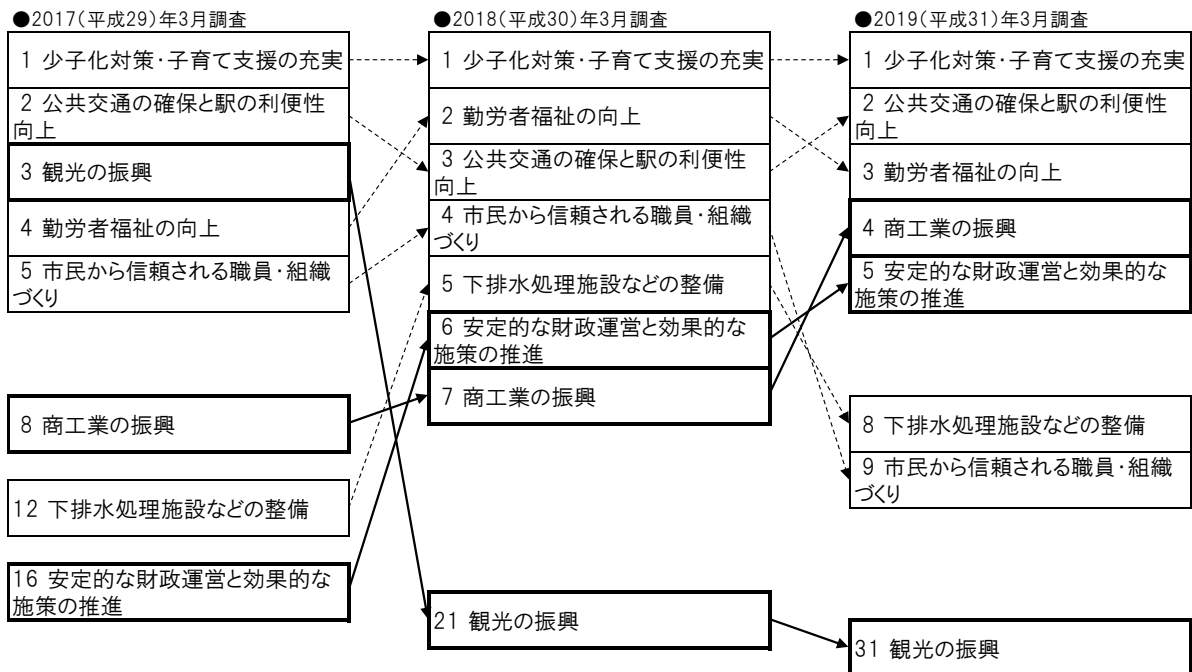 ●2017(平成29)年3月調査
1 少子化対策・子育て支援の充実
2 公共交通の確保と駅の利便性
向上
3 観光の振興
4 勤労者福祉の向上
5 市民から信頼される職員・組織
づくり
8 商工業の振興
12 下排水処理施設などの整備
16 安定的な財政運営と効果的な
施策の推進
●2018(平成30)年3月調査
1 少子化対策・子育て支援の充実
2 勤労者福祉の向上
3 公共交通の確保と駅の利便性
向上
4 市民から信頼される職員・組織
づくり
5 下排水処理施設などの整備
6 安定的な財政運営と効果的な
施策の推進
7 商工業の振興
21 観光の振興
●2019(平成31)年3月調査
1 少子化対策・子育て支援の充実
2 公共交通の確保と駅の利便性
向上
3 勤労者福祉の向上
4 商工業の振興
5 安定的な財政運営と効果的な
施策の推進
8 下排水処理施設などの整備
9 市民から信頼される職員・組織
づくり
31 観光の振興